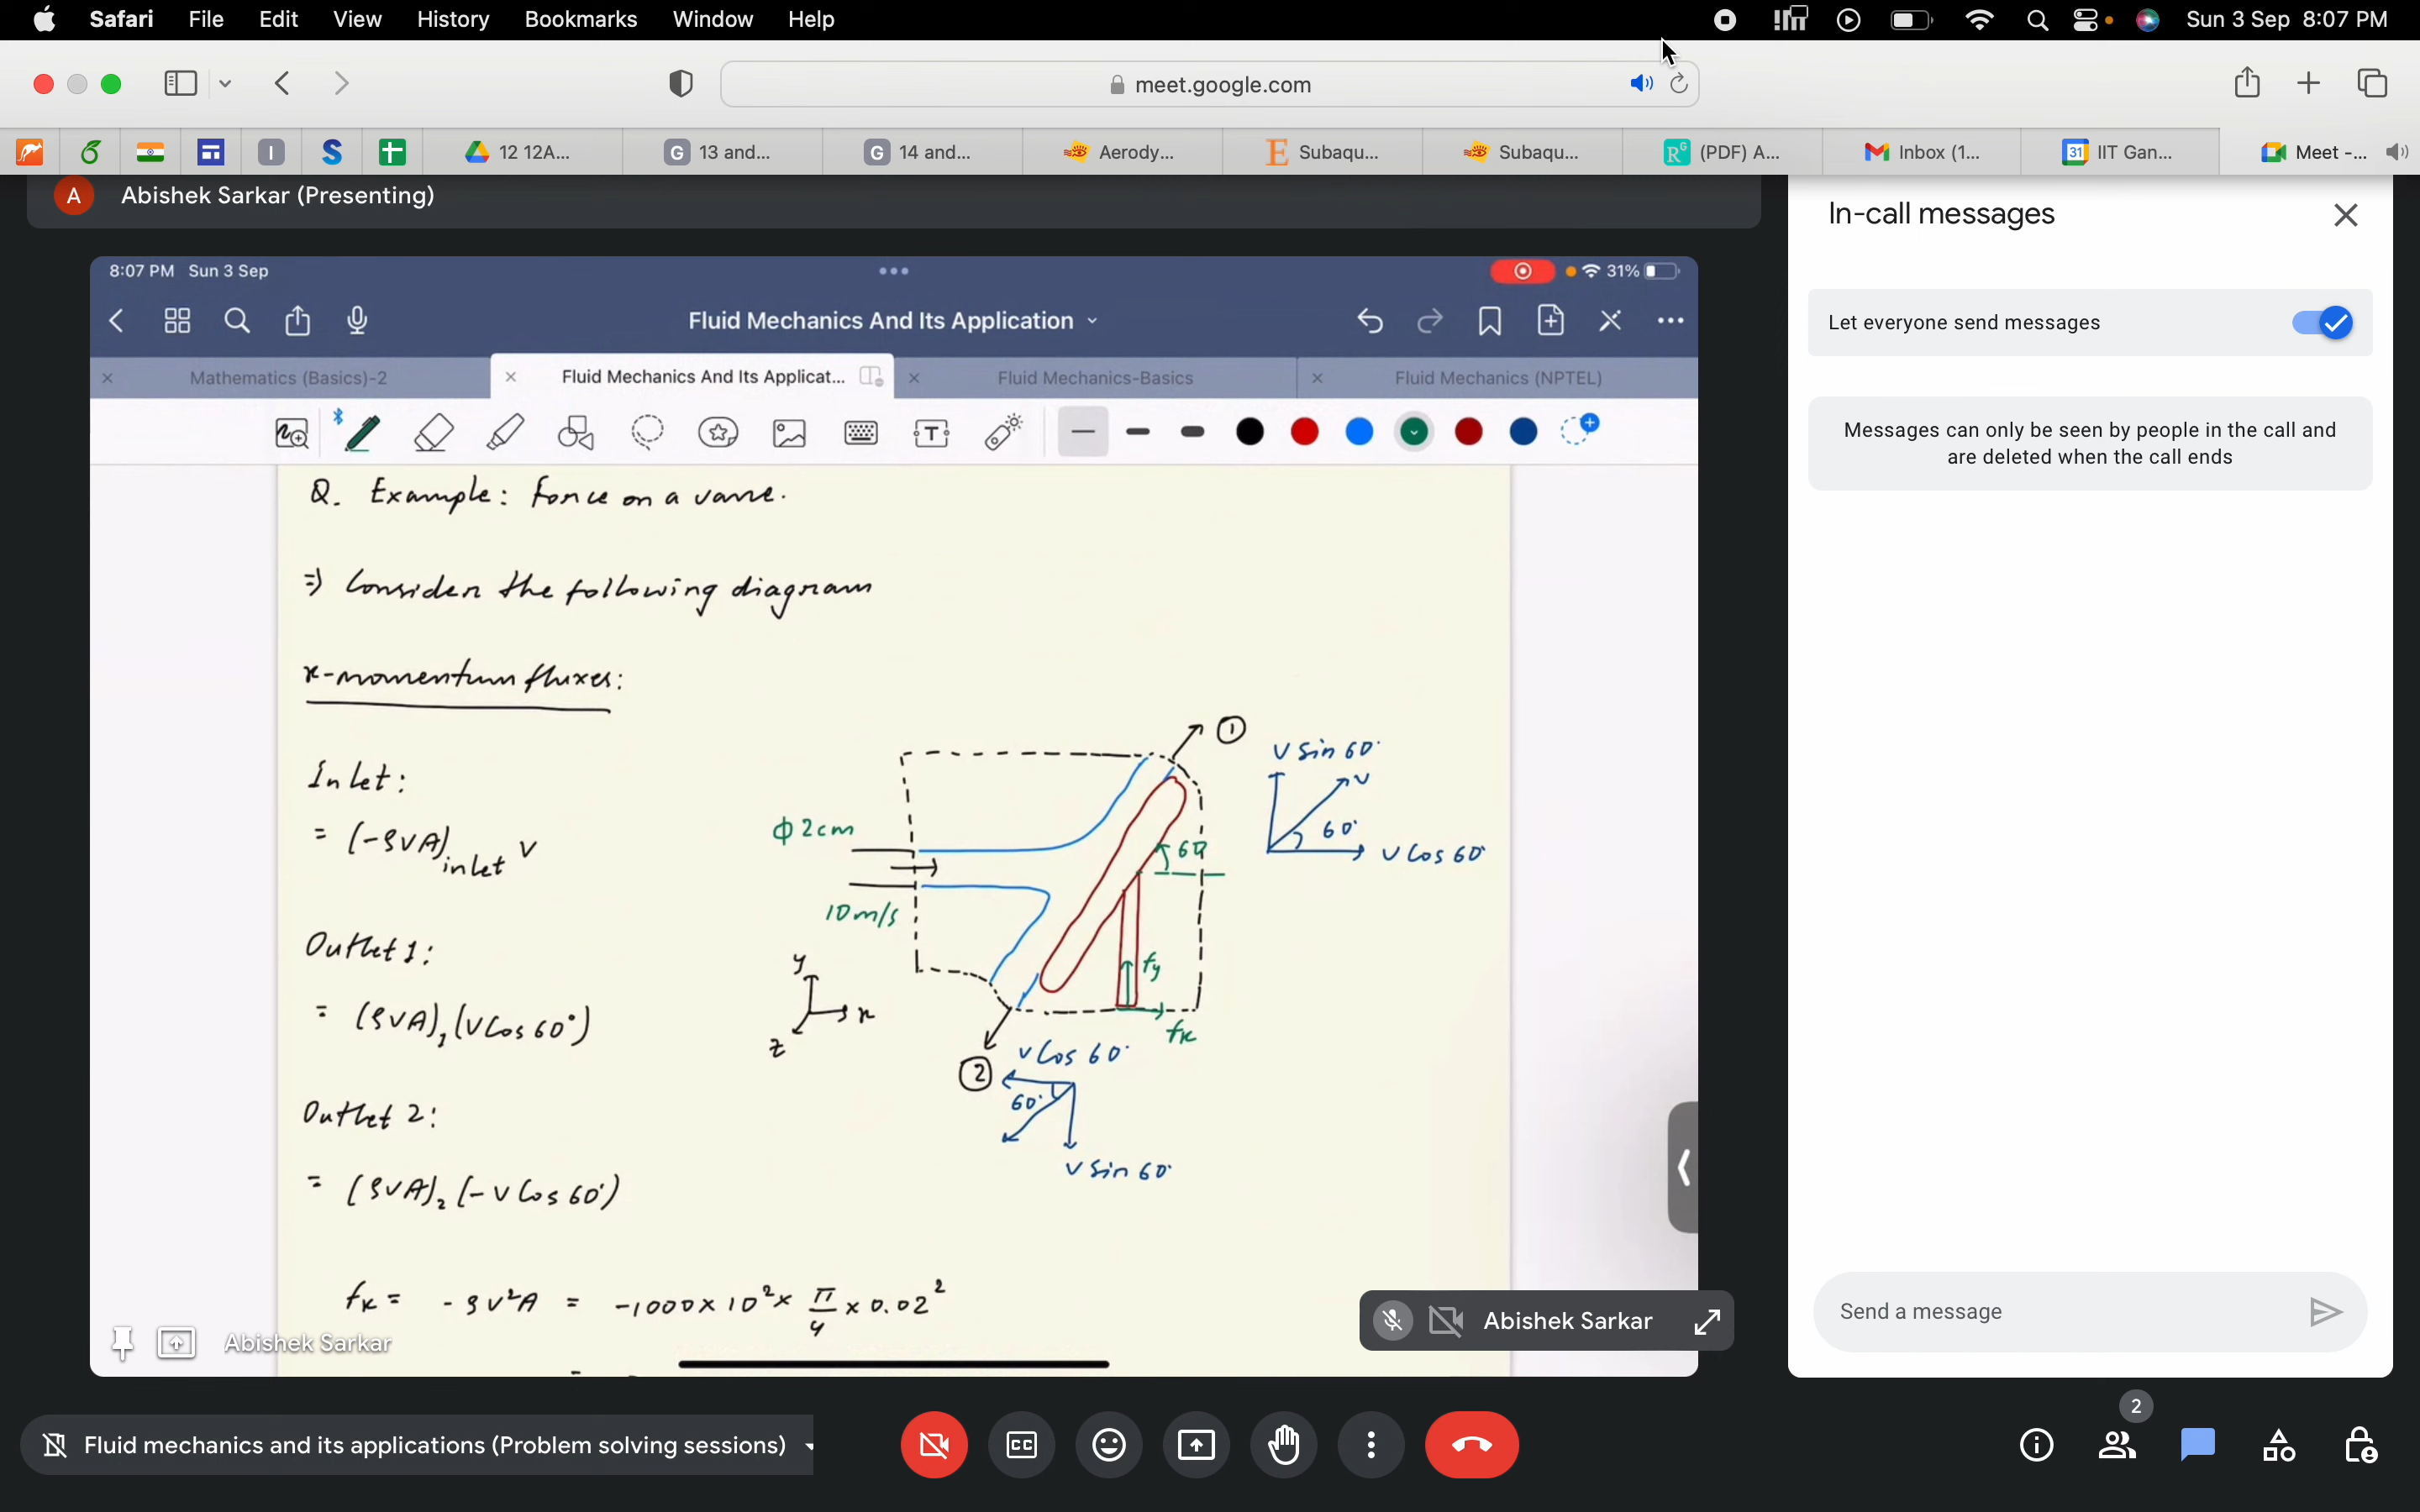 Safari File Edit View History Bookmarks Window Help Sun 3 Sep 8:07 PM
meet.google.com
12 12A... G 13 and... G 14 and... Aerody... E Subaqu... Subaqu... (PDF) A... Inbox (1... 31 IIT Gan... Meet -...
A Abishek Sarkar (Presenting)
8:07 PM Sun 3 Sep 31%
Fluid Mechanics And Its Application
Mathematics (Basics)-2 Fluid Mechanics And Its Applicat... Fluid Mechanics-Basics Fluid Mechanics (NPTEL)
Q. Example: Force on a vane.
⇒ Consider the following diagram
x-momentum fluxes:
Inlet:
= (-ρVA)inlet V
Outlet 1:
= (ρVA)₁ (V Cos 60°)
Outlet 2:
= (ρVA)₂ (-V Cos 60°)
fx = -ρV²A = -1000×10²× π/4 × 0.02²
ϕ 2cm
10 m/s
y
x
z
①
V Sin 60°
V
60°
V Cos 60°
60°
fy
fx
②
V Cos 60°
60°
V Sin 60°
Abishek Sarkar
Abishek Sarkar
In-call messages
Let everyone send messages
Messages can only be seen by people in the call and
are deleted when the call ends
Send a message
Fluid mechanics and its applications (Problem solving sessions)
CC
2